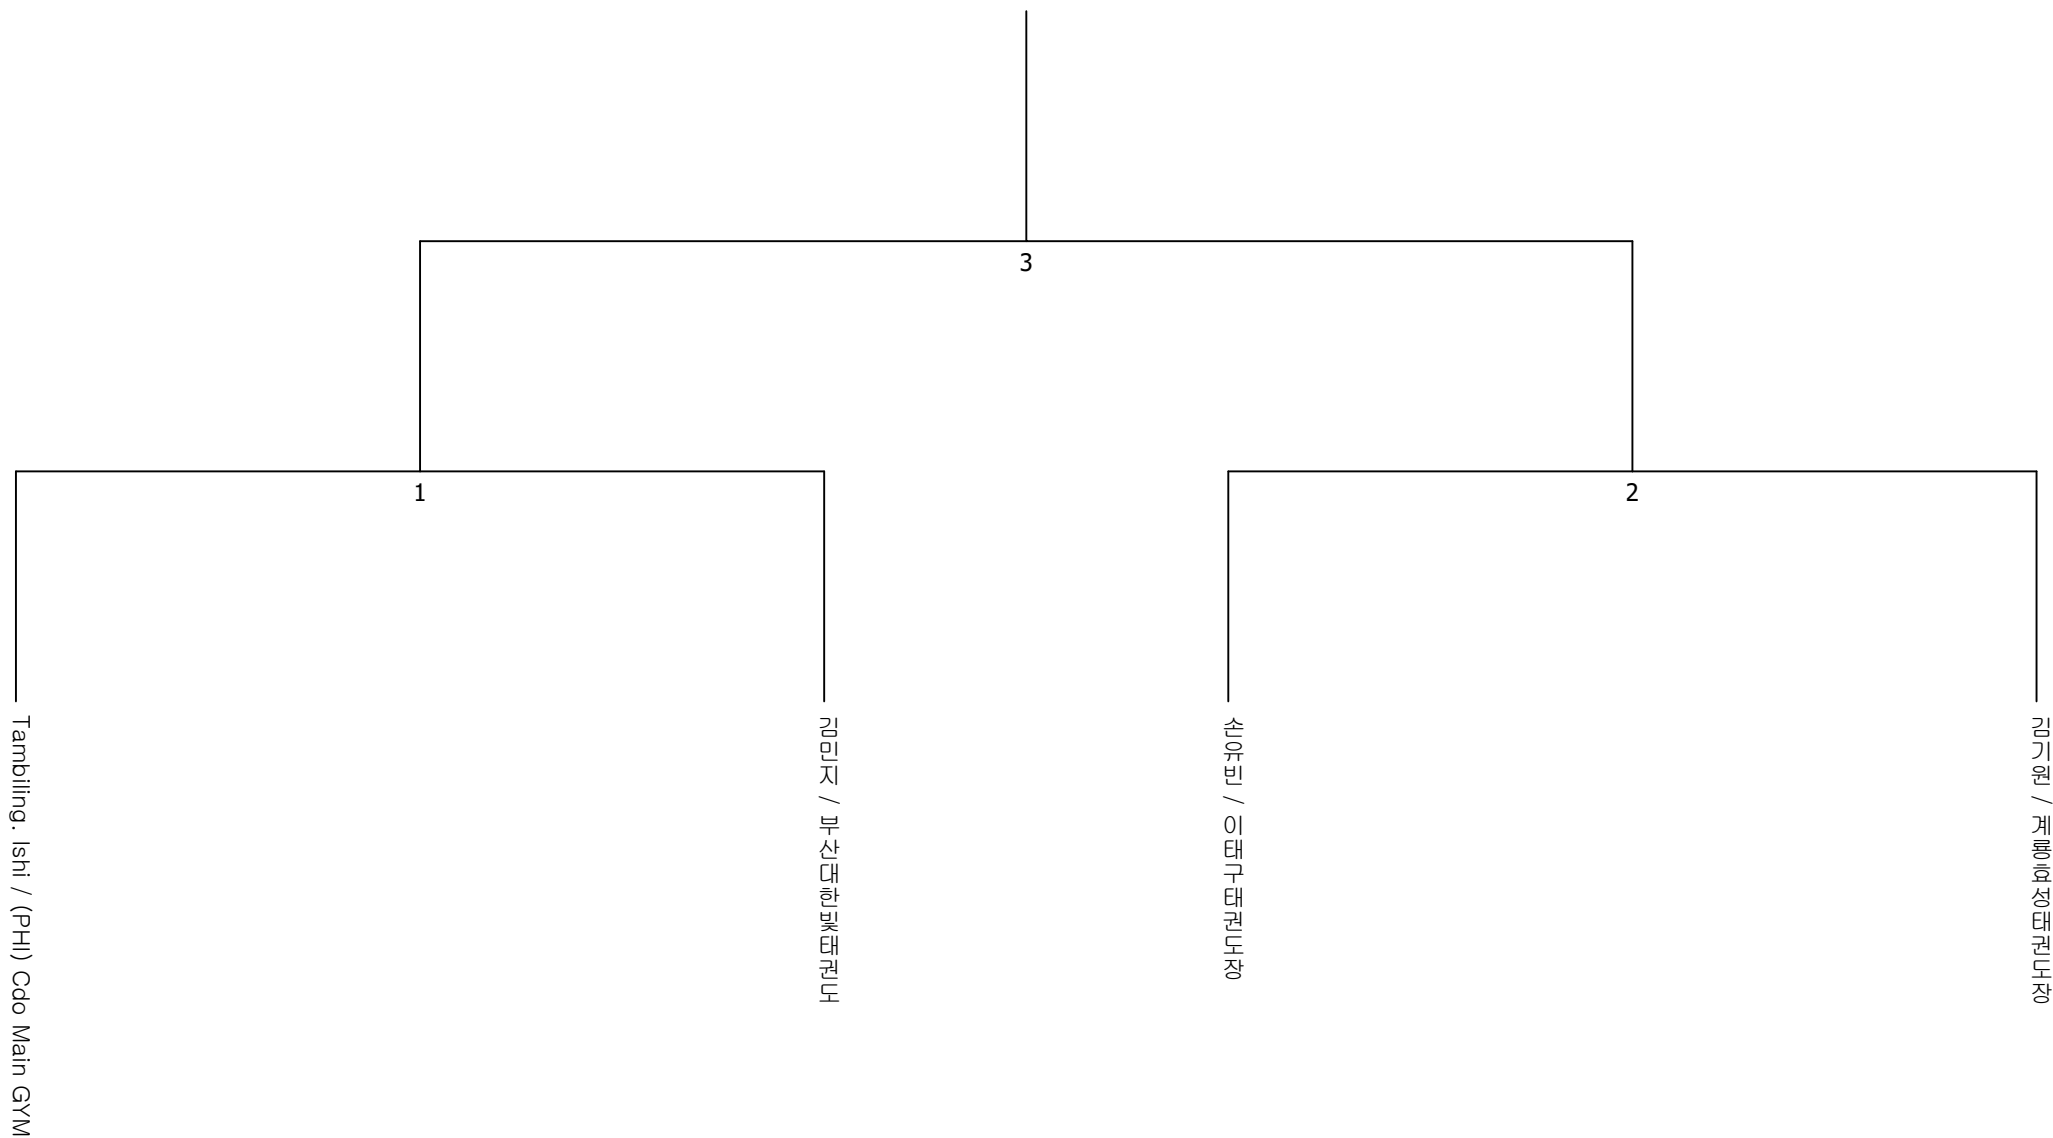 3
1
2
Tambiling. Ishi / (PHI) Cdo Main GYM
김민지 / 부산대한빛태권도
손유빈 / 이태구태권도장
김기원 / 계룡효성태권도장